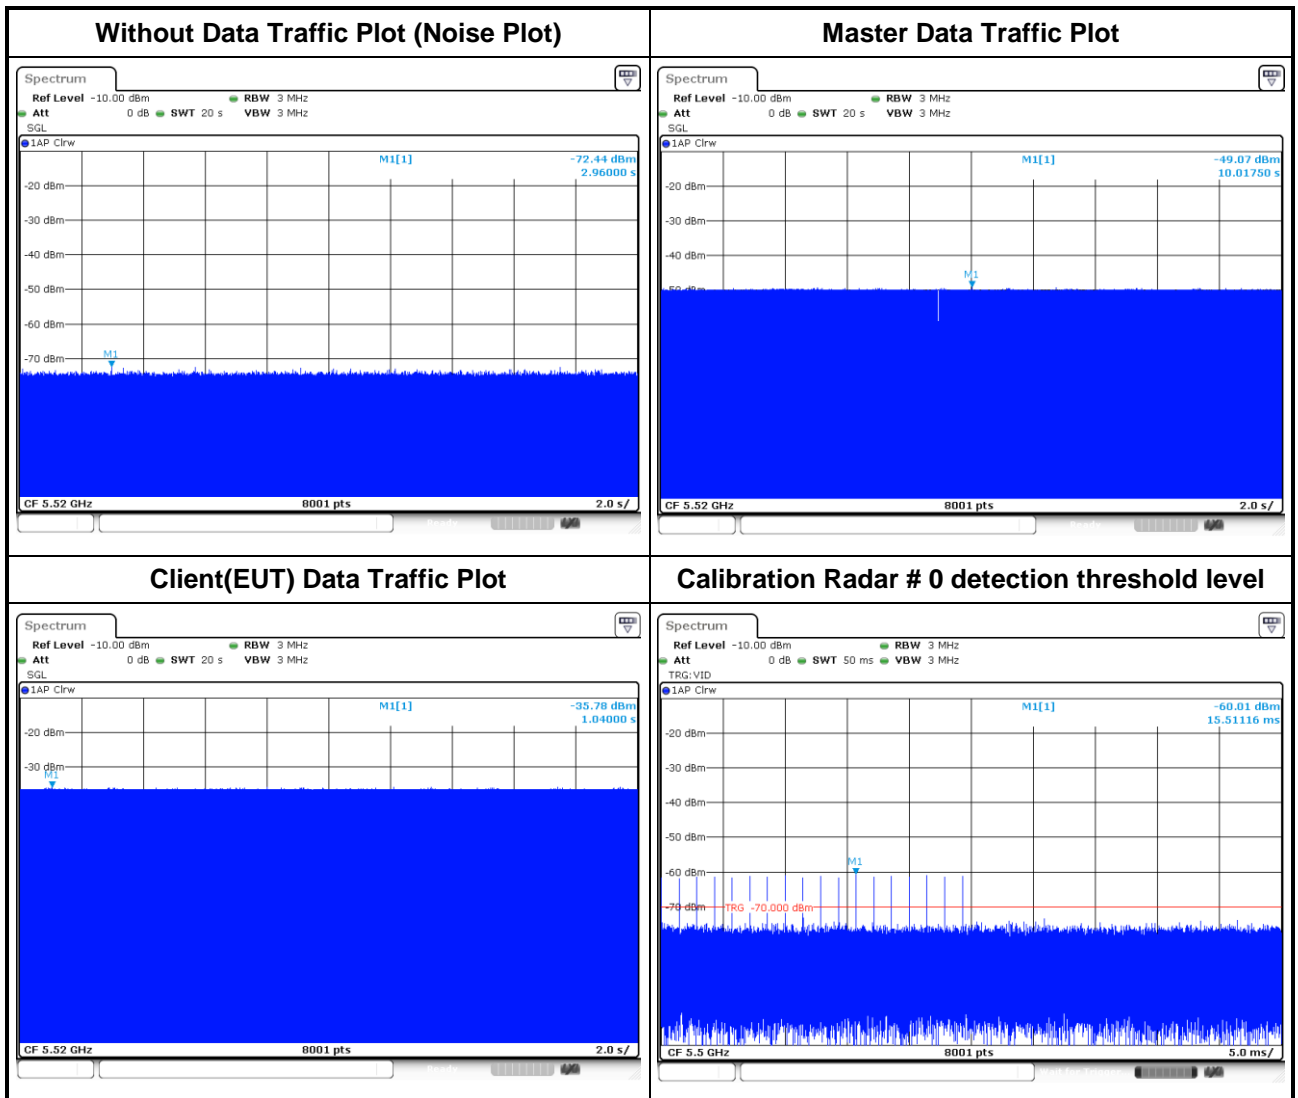 Without Data Traffic Plot (Noise Plot)
Spectrum
Ref Level -10.00 dBm RBW 3 MHz
Att 0 dB SWT 20 s VBW 3 MHz
SGL
1AP Clrw
M1[1] -72.44 dBm
2.96000 s
-20 dBm
-30 dBm
-40 dBm
-50 dBm
-60 dBm
-70 dBm
M1
CF 5.52 GHz 8001 pts 2.0 s/
Ready
Master Data Traffic Plot
Spectrum
Ref Level -10.00 dBm RBW 3 MHz
Att 0 dB SWT 20 s VBW 3 MHz
SGL
1AP Clrw
M1[1] -49.07 dBm
10.01750 s
-20 dBm
-30 dBm
-40 dBm
M1
-50 dBm
CF 5.52 GHz 8001 pts 2.0 s/
Ready
Client(EUT) Data Traffic Plot
Spectrum
Ref Level -10.00 dBm RBW 3 MHz
Att 0 dB SWT 20 s VBW 3 MHz
SGL
1AP Clrw
M1[1] -35.78 dBm
1.04000 s
-20 dBm
-30 dBm
M1
CF 5.52 GHz 8001 pts 2.0 s/
Ready
Calibration Radar # 0 detection threshold level
Spectrum
Ref Level -10.00 dBm RBW 3 MHz
Att 0 dB SWT 50 ms VBW 3 MHz
TRG:VID
1AP Clrw
M1[1] -60.01 dBm
15.51116 ms
-20 dBm
-30 dBm
-40 dBm
-50 dBm
M1
-60 dBm
-70 dBm TRG -70.000 dBm
CF 5.5 GHz 8001 pts 5.0 ms/
Wait for Trigger